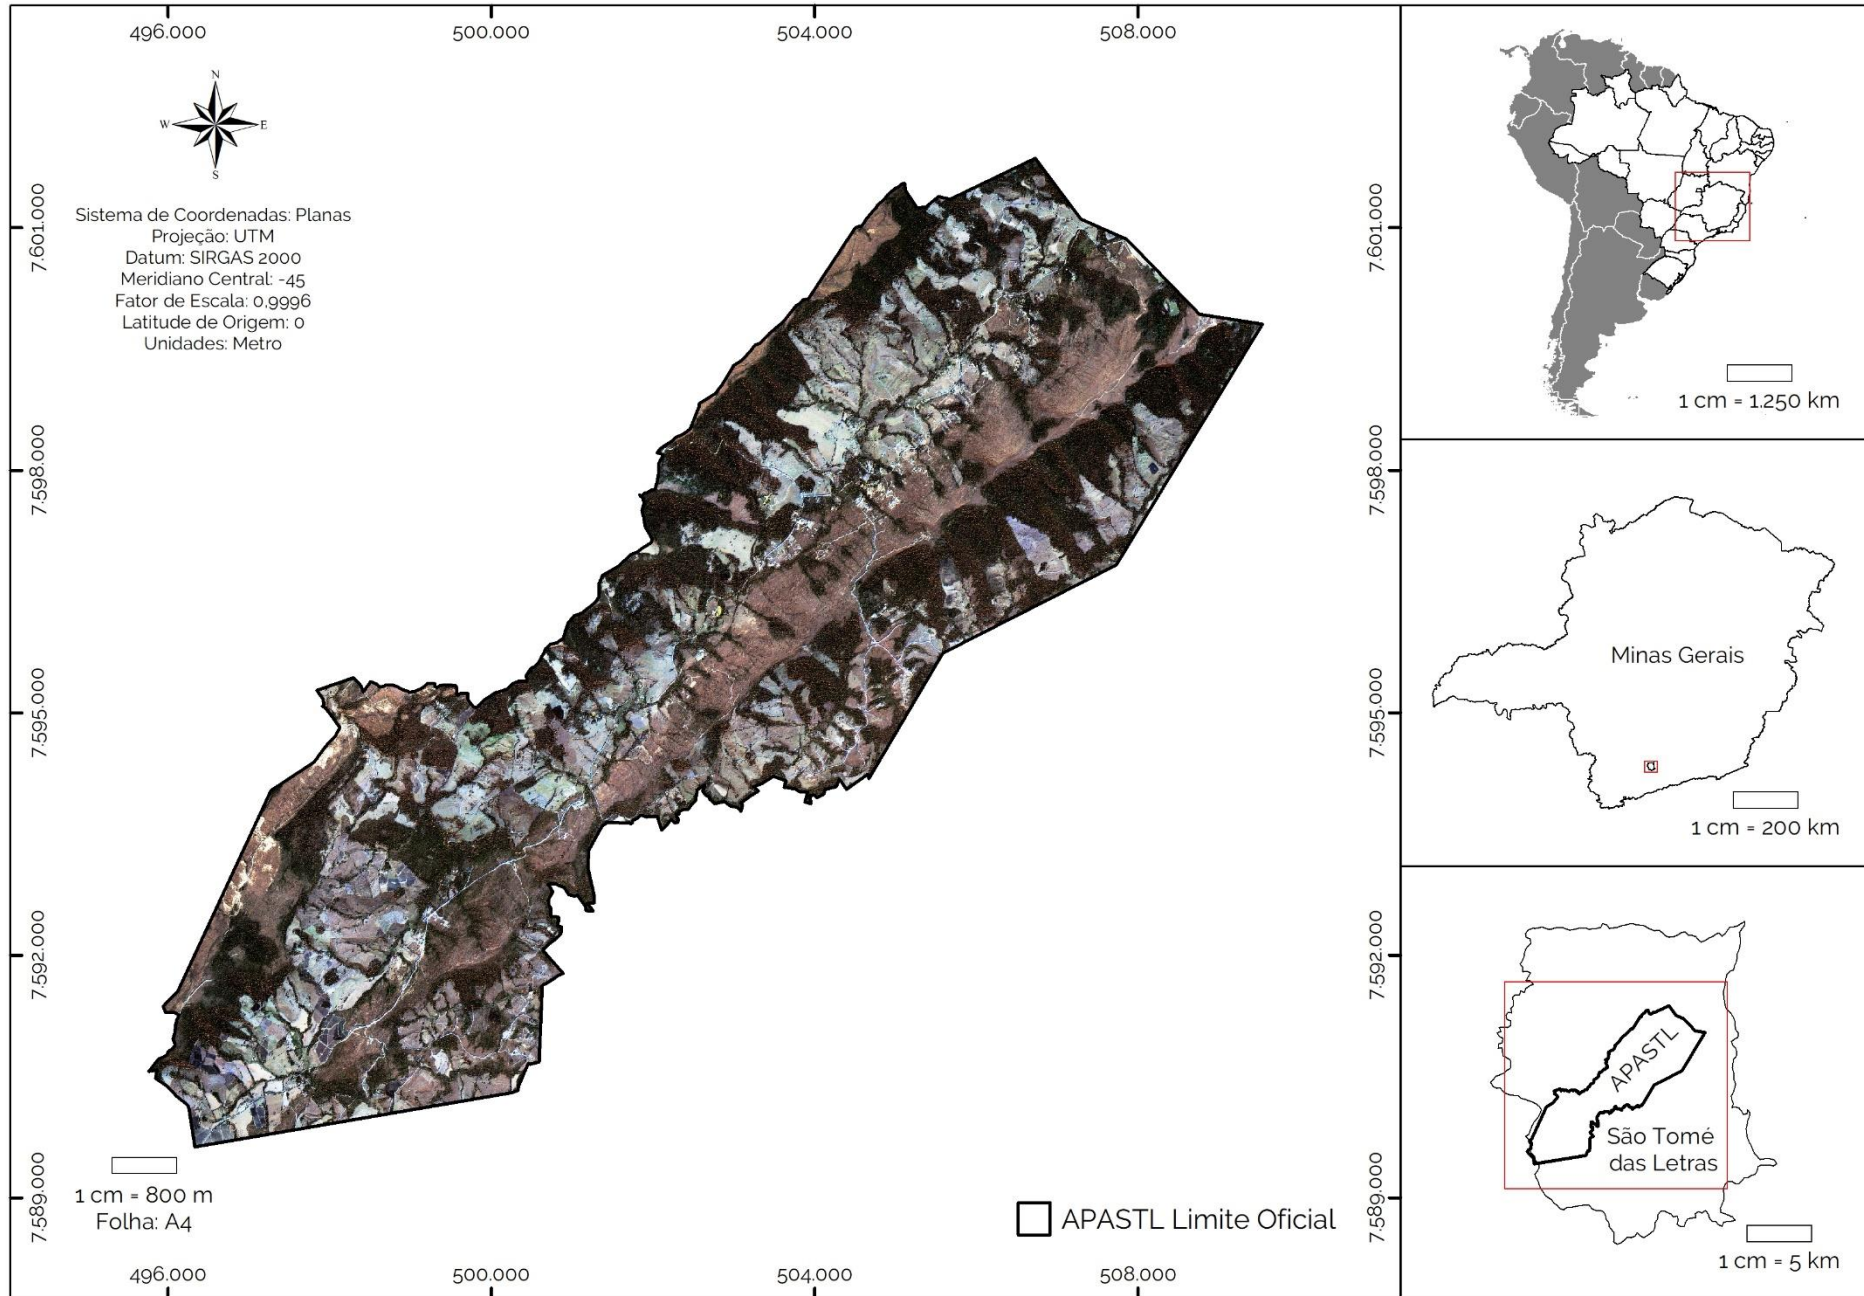 496.000
500.000
504.000
508.000
N
W
E
S
Sistema de Coordenadas: Planas
Projeção: UTM
Datum: SIRGAS 2000
Meridiano Central: -45
Fator de Escala: 0,9996
Latitude de Origem: 0
Unidades: Metro
7.601.000
7.598.000
7.595.000
7.592.000
7.589.000
1 cm = 800 m
Folha: A4
APASTL Limite Oficial
496.000
500.000
504.000
508.000
7.601.000
7.598.000
7.595.000
7.592.000
7.589.000
1 cm = 1.250 km
Minas Gerais
1 cm = 200 km
APASTL
São Tomé
das Letras
1 cm = 5 km